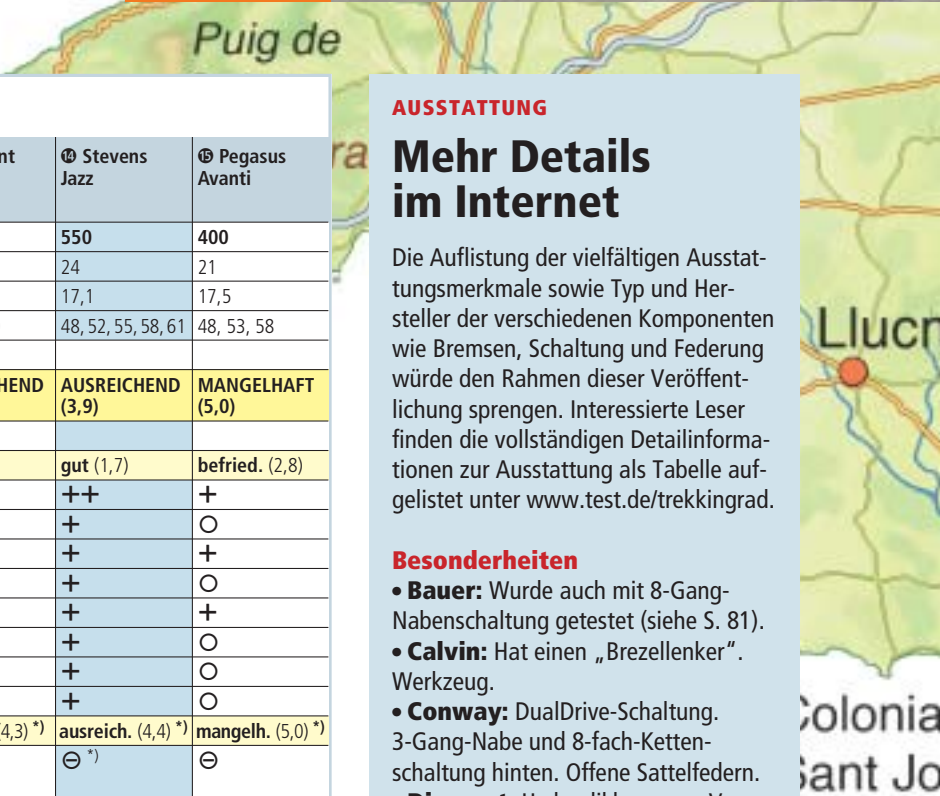 Puig de
ra
nt
⓮ Stevens
Jazz
⓯ Pegasus
Avanti
550
400
24
21
17,1
17,5
48, 52, 55, 58, 61
48, 53, 58
HEND
AUSREICHEND
(3,9)
MANGELHAFT
(5,0)
gut (1,7)
befried. (2,8)
++
+
+
O
+
+
+
O
+
+
+
O
+
O
+
O
(4,3) *)
ausreich. (4,4) *)
mangelh. (5,0) *)
⊖ *)
⊖
AUSSTATTUNG
Mehr Details
im Internet
Die Auflistung der vielfältigen Ausstat-
tungsmerkmale sowie Typ und Her-
steller der verschiedenen Komponenten
wie Bremsen, Schaltung und Federung
würde den Rahmen dieser Veröffent-
lichung sprengen. Interessierte Leser
finden die vollständigen Detailinforma-
tionen zur Ausstattung als Tabelle auf-
gelistet unter www.test.de/trekkingrad.
Besonderheiten
• Bauer: Wurde auch mit 8-Gang-
Nabenschaltung getestet (siehe S. 81).
• Calvin: Hat einen „Brezellenker“.
Werkzeug.
• Conway: DualDrive-Schaltung.
3-Gang-Nabe und 8-fach-Ketten-
schaltung hinten. Offene Sattelfedern.
Llucm
Colonia
Sant Jo